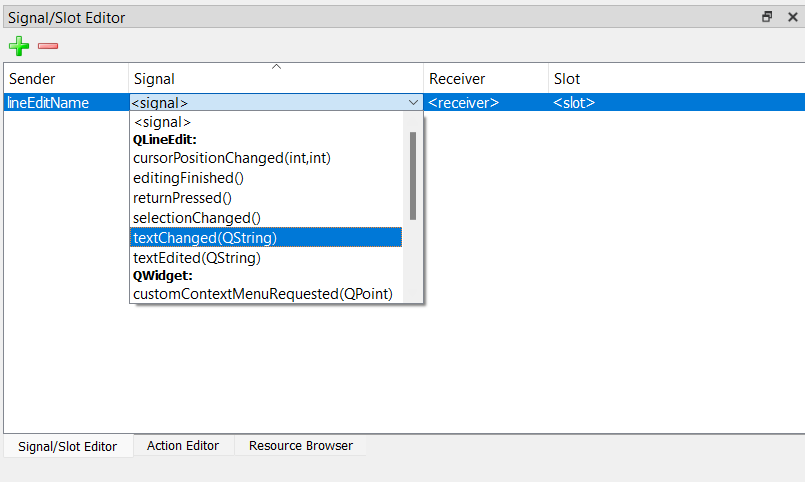 Signal/Slot Editor
Sender Signal Receiver Slot
lineEditName <signal> <receiver> <slot>
<signal>
QLineEdit:
cursorPositionChanged(int,int)
editingFinished()
returnPressed()
selectionChanged()
textChanged(QString)
textEdited(QString)
QWidget:
customContextMenuRequested(QPoint)
Signal/Slot Editor Action Editor Resource Browser